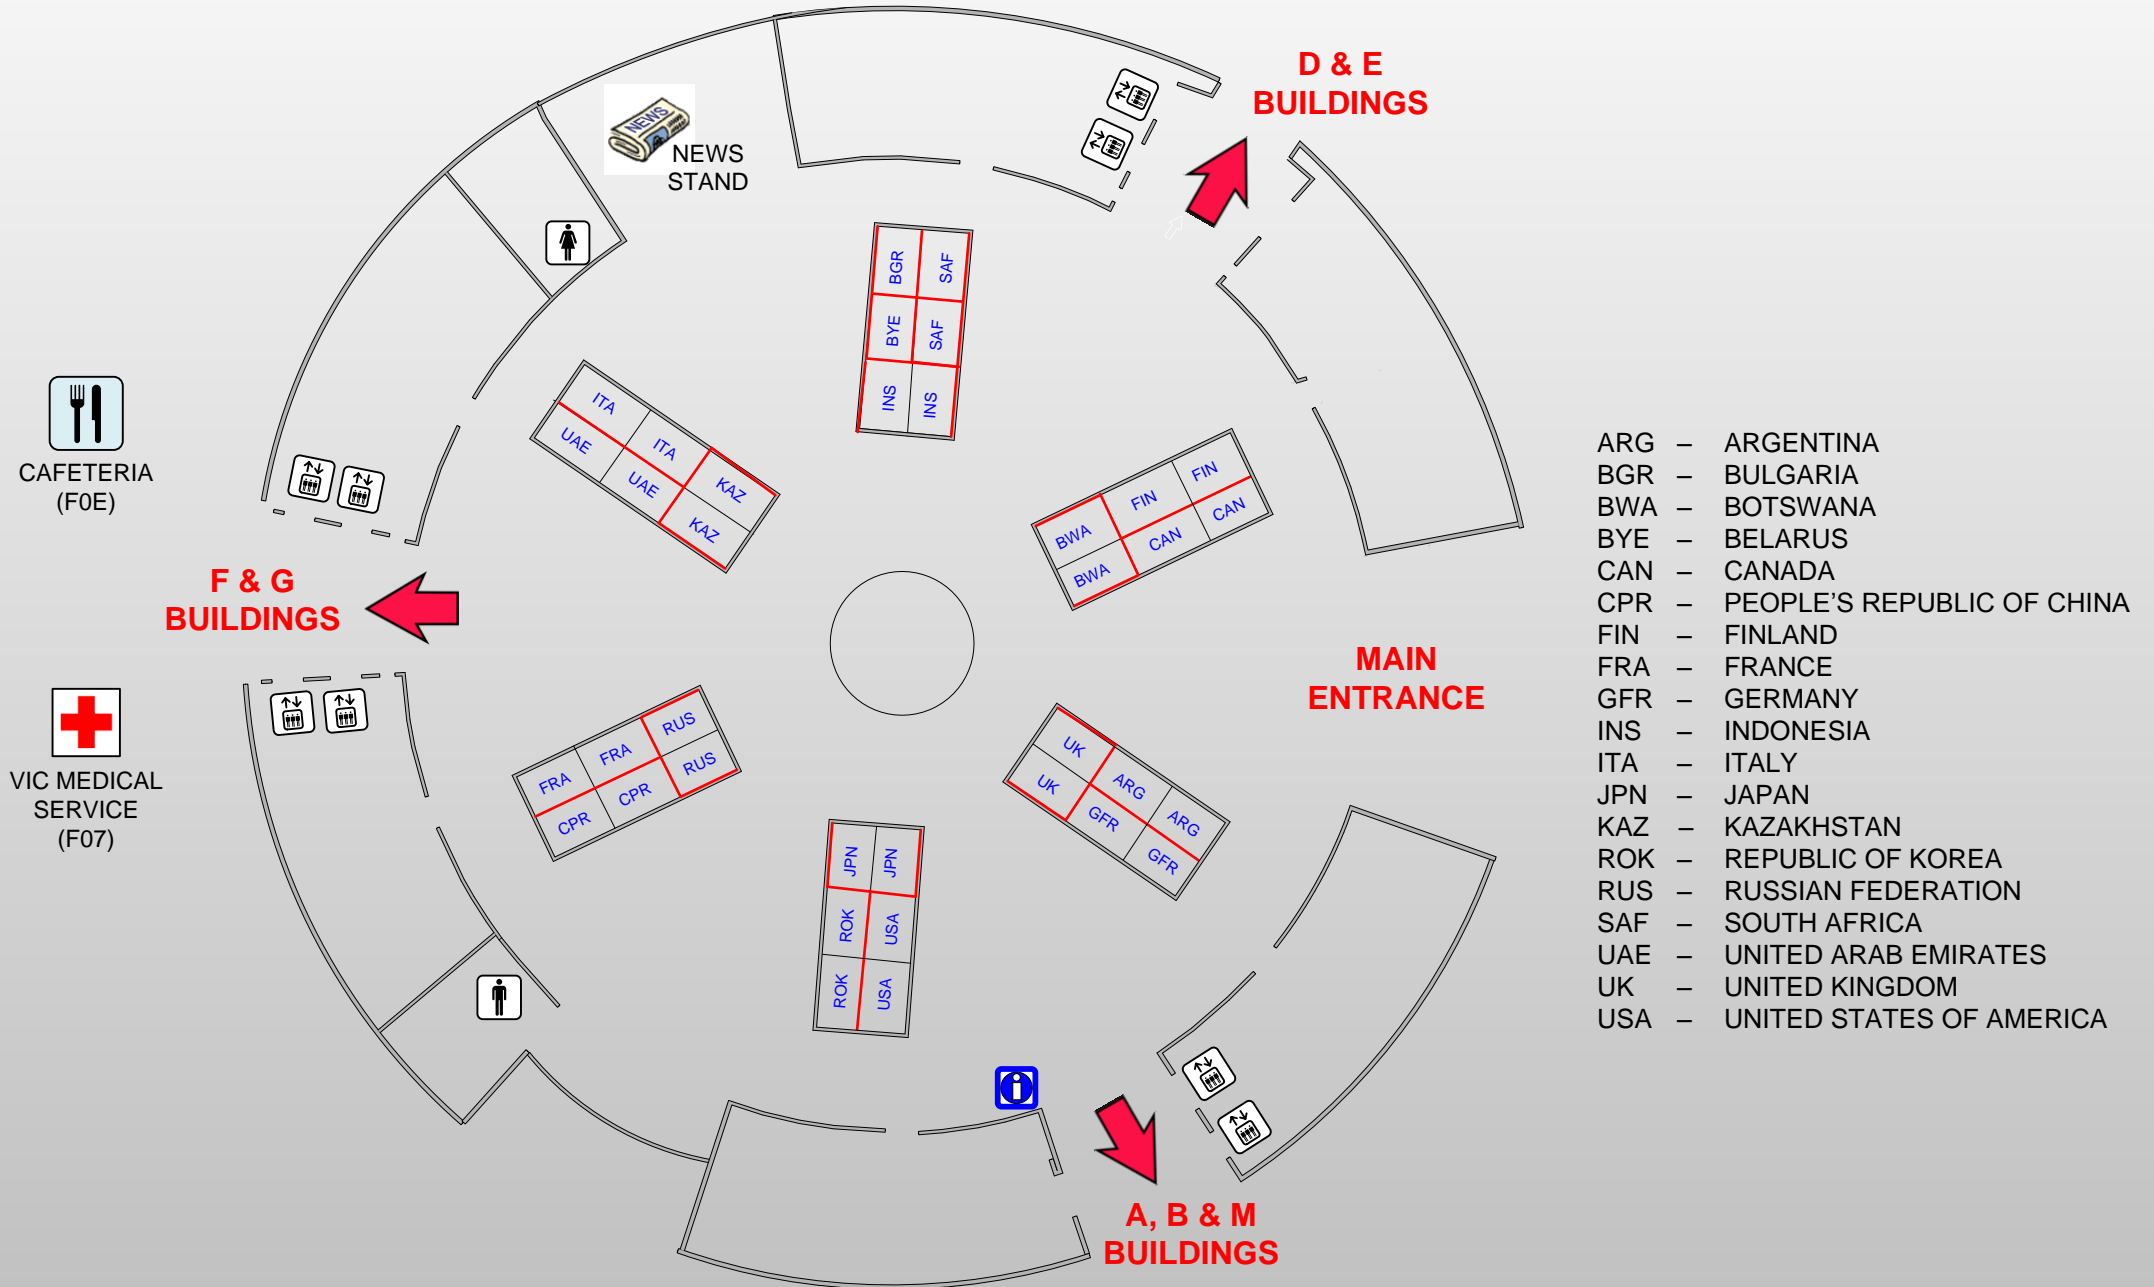 D & E
BUILDINGS
NEWS
NEWS
STAND
BGR
SAF
BYE
SAF
INS
INS
ITA
ITA
KAZ
UAE
UAE
KAZ
FIN
FIN
BWA
CAN
CAN
BWA
CAFETERIA
(F0E)
F & G
BUILDINGS
MAIN
ENTRANCE
VIC MEDICAL
SERVICE
(F07)
RUS
FRA
FRA
RUS
CPR
CPR
UK
ARG
ARG
UK
GFR
GFR
JPN
JPN
ROK
USA
ROK
USA
A, B & M
BUILDINGS
ARG – ARGENTINA
BGR – BULGARIA
BWA – BOTSWANA
BYE – BELARUS
CAN – CANADA
CPR – PEOPLE'S REPUBLIC OF CHINA
FIN – FINLAND
FRA – FRANCE
GFR – GERMANY
INS – INDONESIA
ITA – ITALY
JPN – JAPAN
KAZ – KAZAKHSTAN
ROK – REPUBLIC OF KOREA
RUS – RUSSIAN FEDERATION
SAF – SOUTH AFRICA
UAE – UNITED ARAB EMIRATES
UK – UNITED KINGDOM
USA – UNITED STATES OF AMERICA